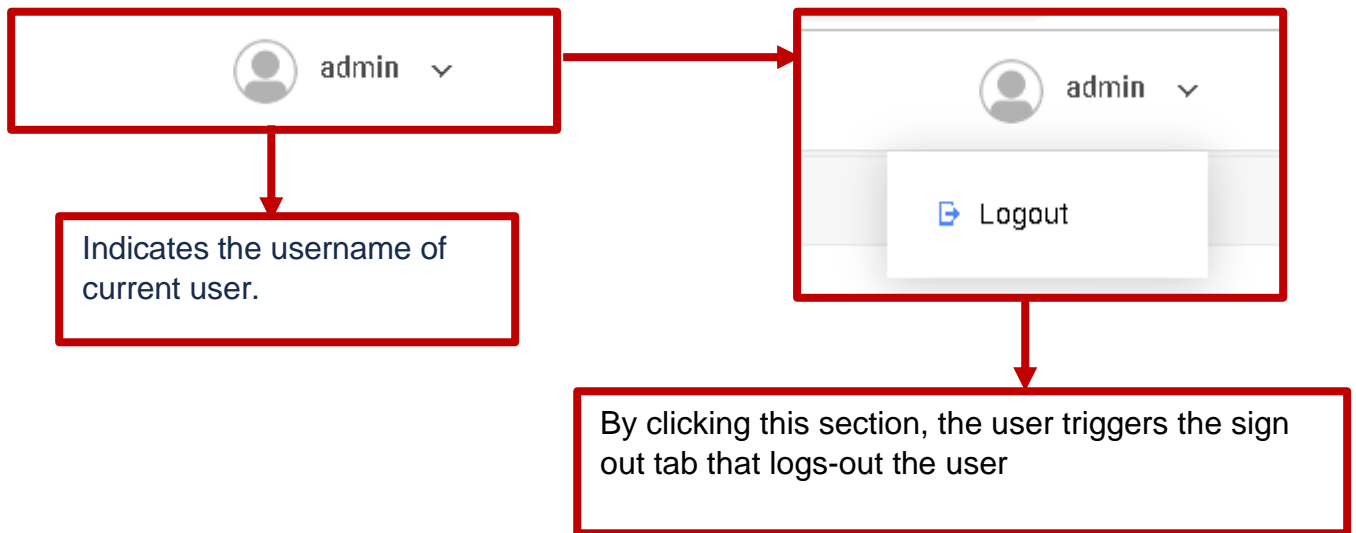 admin
admin
Logout
Indicates the username of
current user.
By clicking this section, the user triggers the sign
out tab that logs-out the user